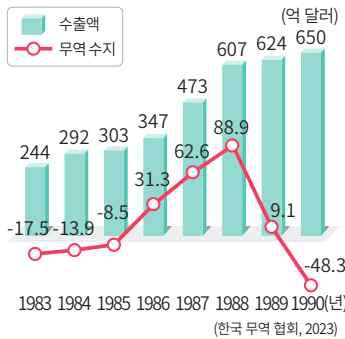 수출액
무역 수지
(억 달러)
244 292 303 347 473 607 624 650
-17.5 -13.9 -8.5 31.3 62.6 88.9 9.1 -48.3
1983 1984 1985 1986 1987 1988 1989 1990(년)
(한국 무역 협회, 2023)